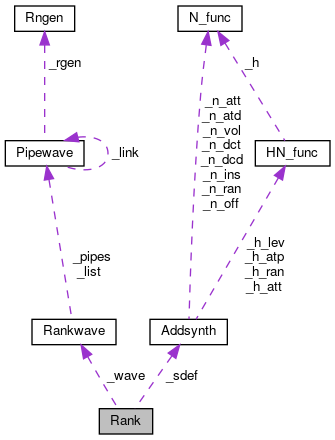 Rngen
N_func
_rgen
_h
_n_att
_n_atd
_n_vol
_n_dct
_n_dcd
_n_ins
_n_ran
_n_off
Pipewave
_link
HN_func
_pipes
_list
_h_lev
_h_atp
_h_ran
_h_att
Rankwave
Addsynth
_wave
_sdef
Rank